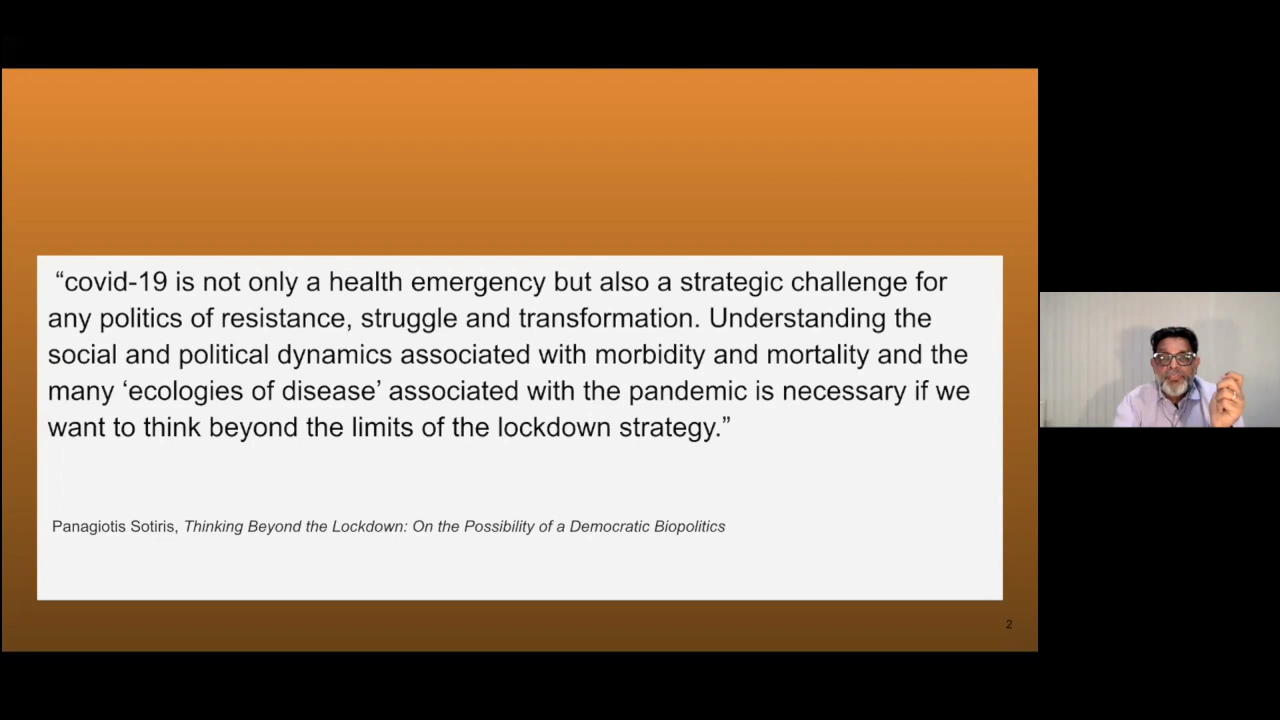 “covid-19 is not only a health emergency but also a strategic challenge for
any politics of resistance, struggle and transformation. Understanding the
social and political dynamics associated with morbidity and mortality and the
many ‘ecologies of disease’ associated with the pandemic is necessary if we
want to think beyond the limits of the lockdown strategy.”
Panagiotis Sotiris, Thinking Beyond the Lockdown: On the Possibility of a Democratic Biopolitics
2